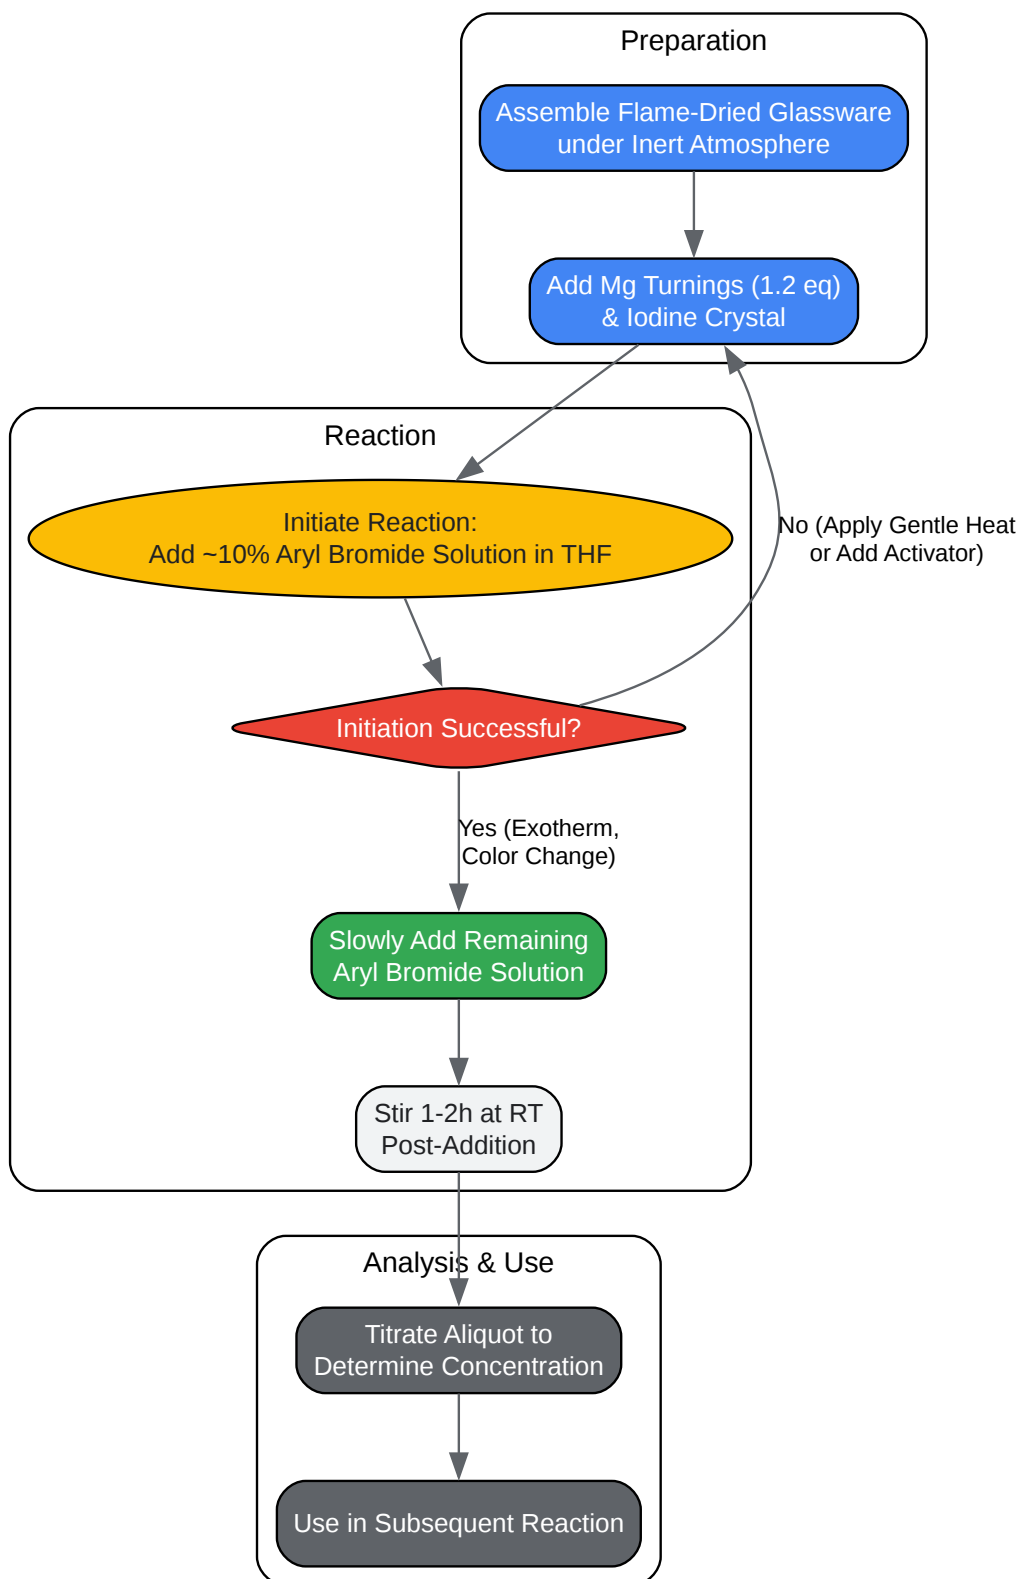 Preparation
Assemble Flame-Dried Glassware
under Inert Atmosphere
Add Mg Turnings (1.2 eq)
& Iodine Crystal
Reaction
Initiate Reaction:
Add ~10% Aryl Bromide Solution in THF
No (Apply Gentle Heat
or Add Activator)
Initiation Successful?
Yes (Exotherm,
Color Change)
Slowly Add Remaining
Aryl Bromide Solution
Stir 1-2h at RT
Post-Addition
Analysis & Use
Titrate Aliquot to
Determine Concentration
Use in Subsequent Reaction